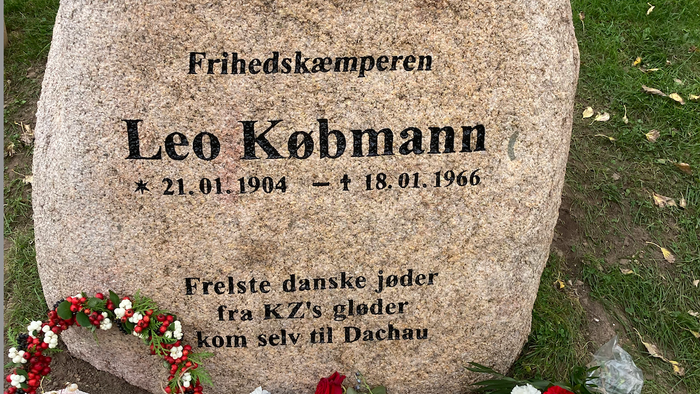 Frihedskæmperen
Leo Købmann
* 21.01.1904 – † 18.01.1966
Frelste danske jøder
fra KZ's gløder
kom selv til Dachau